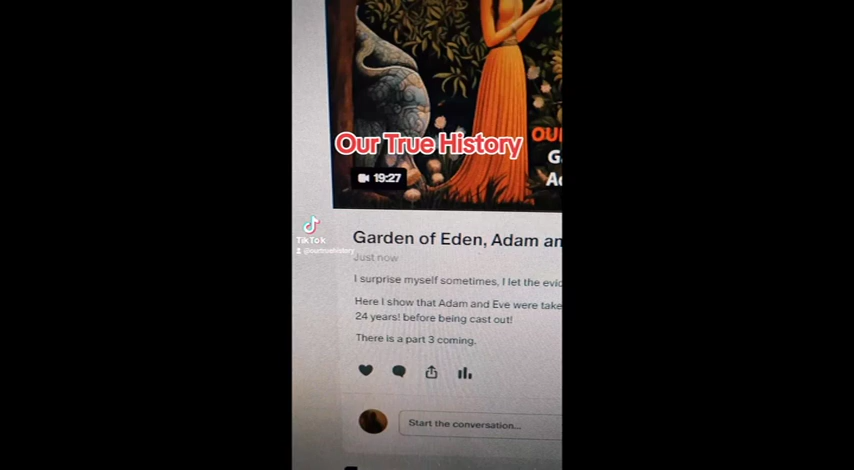 Our True History
OUR
G
19:27
A
TikTok
@ourtruehistory
Garden of Eden, Adam an
Just now
I surprise myself sometimes, I let the evid
Here I show that Adam and Eve were take
24 years! before being cast out!
There is a part 3 coming.
Start the conversation...